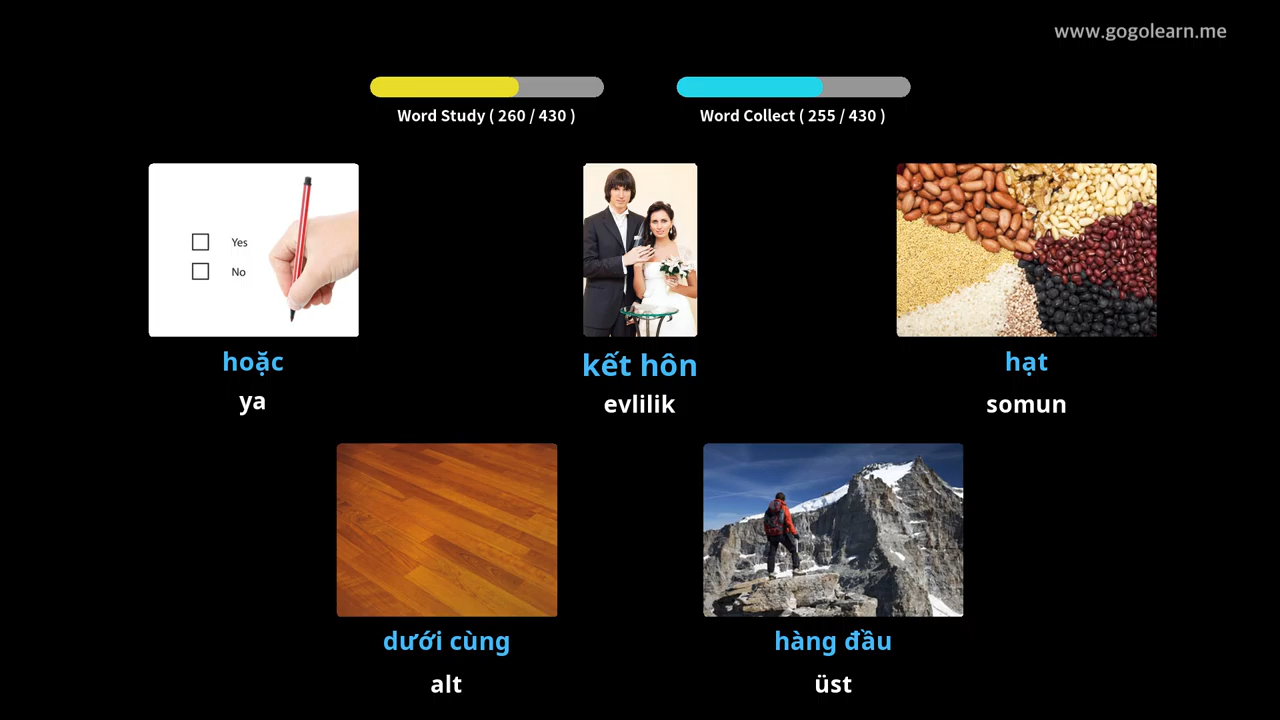 www.gogolearn.me
Word Study ( 260 / 430 )
Word Collect ( 255 / 430 )
Yes
No
hoặc
kết hôn
hạt
ya
evlilik
somun
dưới cùng
hàng đầu
alt
üst